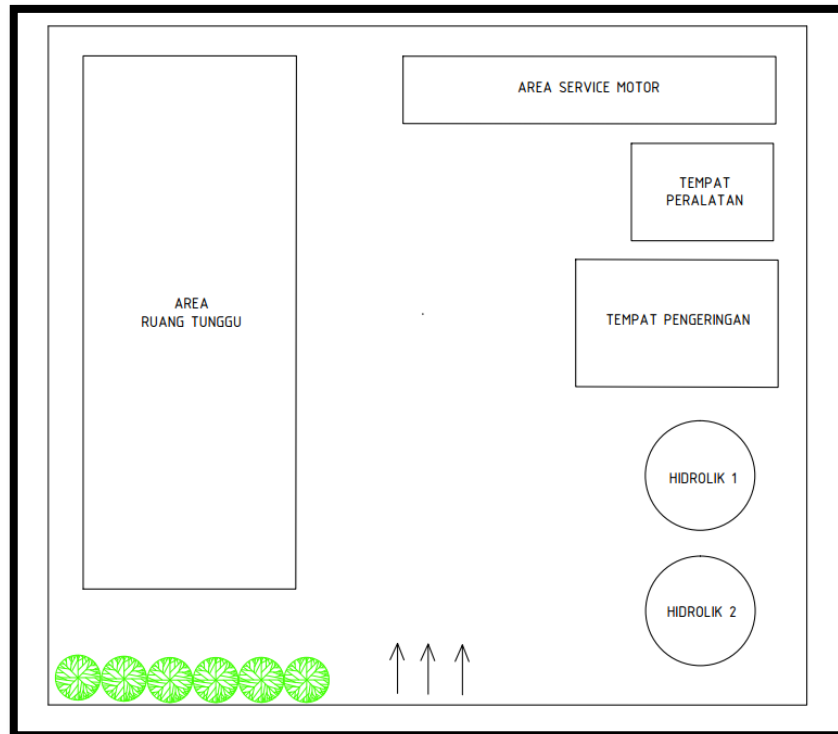 AREA SERVICE MOTOR
TEMPAT
PERALATAN
AREA
RUANG TUNGGU
TEMPAT PENGERINGAN
HIDROLIK 1
HIDROLIK 2